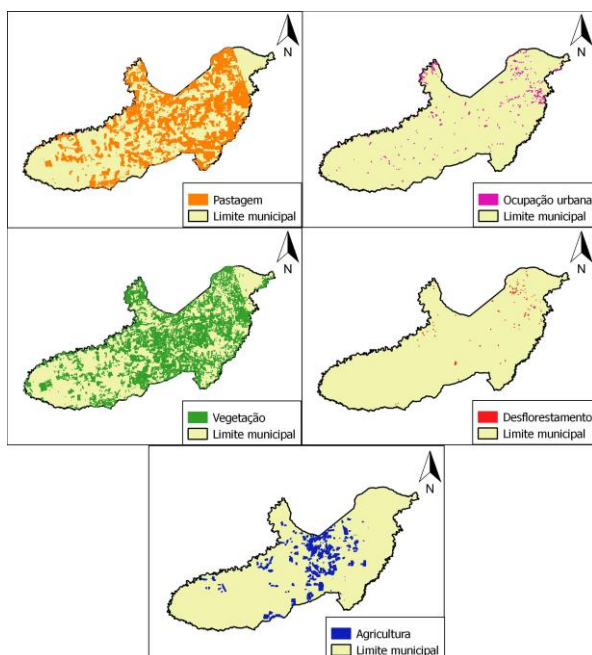 N
Pastagem
Limite municipal
N
Ocupação urbana
Limite municipal
N
Vegetação
Limite municipal
N
Desflorestamento
Limite municipal
N
Agricultura
Limite municipal